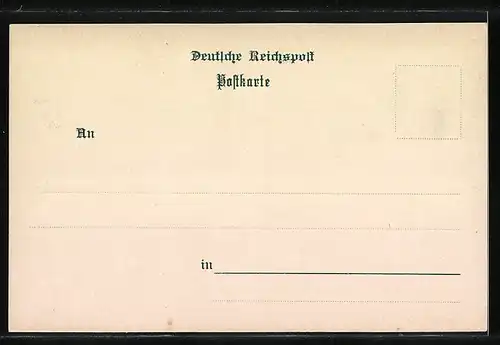 Deutsche Reichspost
Postkarte
An
in